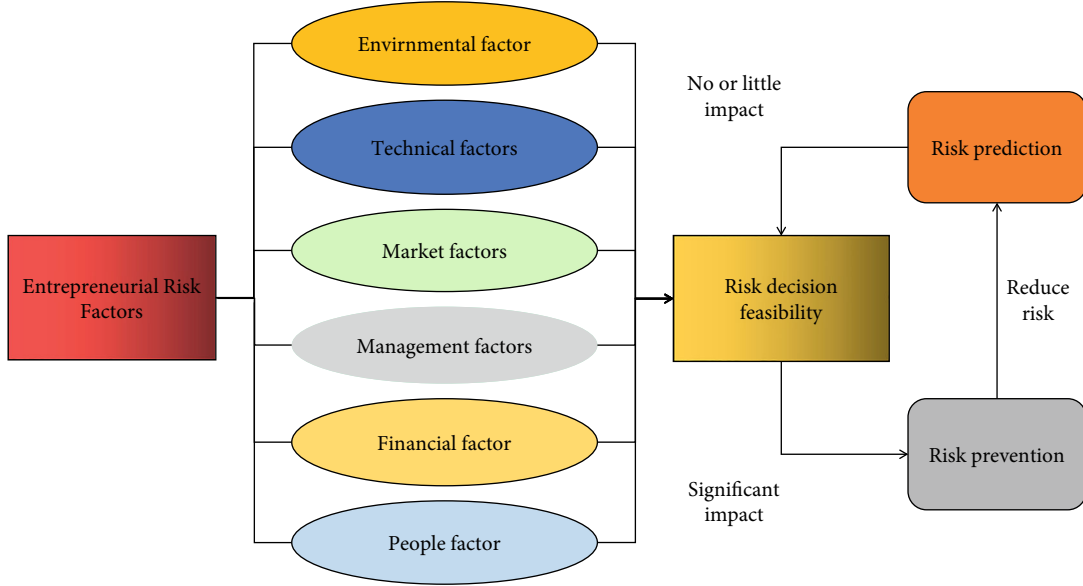 Entrepreneurial Risk
Factors
Envirnmental factor
Technical factors
Market factors
Management factors
Financial factor
People factor
No or little
impact
Risk decision
feasibility
Significant
impact
Risk prediction
Reduce
risk
Risk prevention